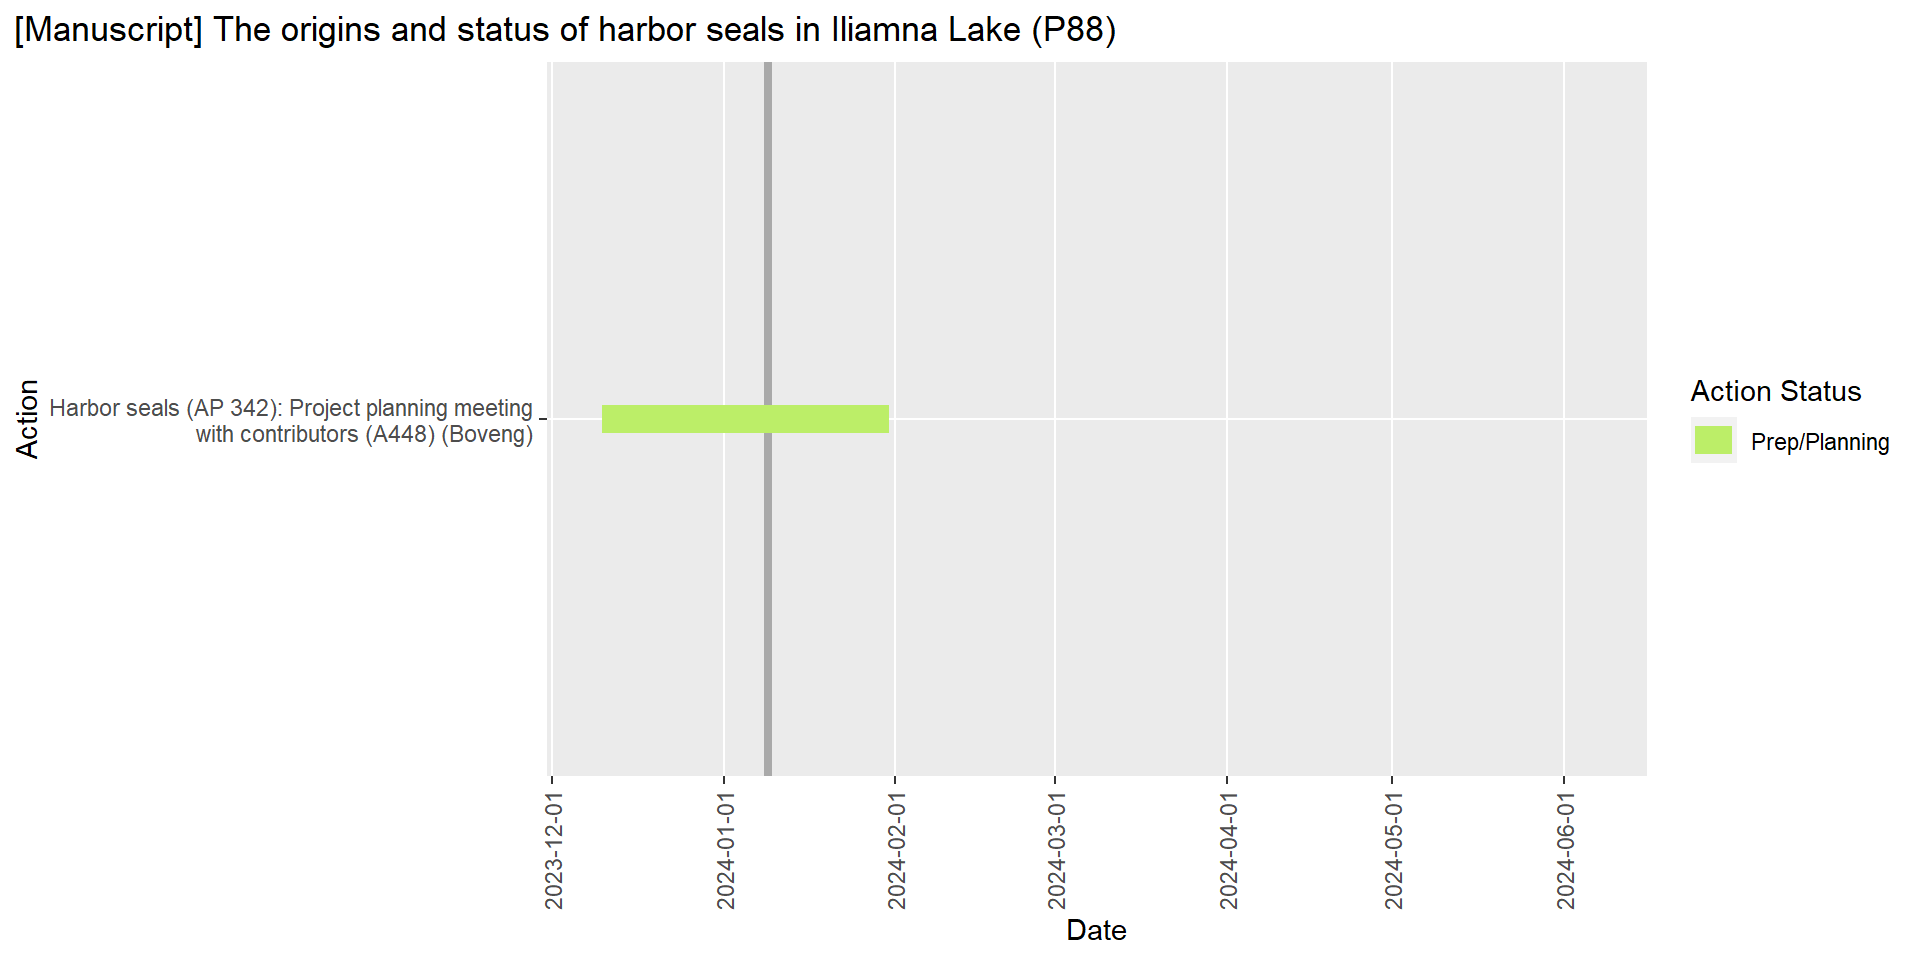 [Manuscript] The origins and status of harbor seals in Iliamna Lake (P88)
Action
Harbor seals (AP 342): Project planning meeting
with contributors (A448) (Boveng)
Action Status
Prep/Planning
2023-12-01
2024-01-01
2024-02-01
2024-03-01
2024-04-01
2024-05-01
2024-06-01
Date